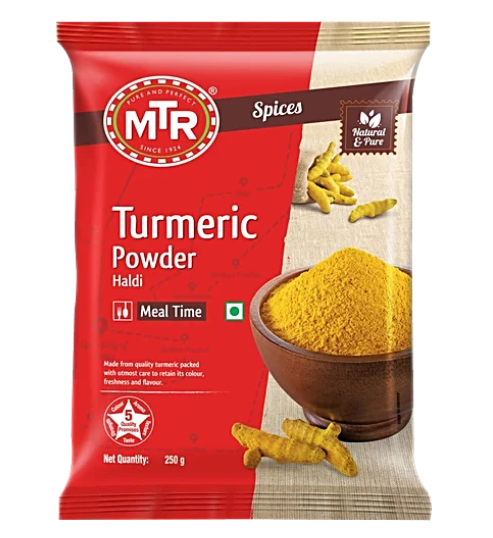 PURE AND PERFECT
MTR
®
SINCE 1924
Spices
Natural
& Pure
Turmeric
Powder
Haldi
Meal Time
Made from quality turmeric packed
with utmost care to retain its colour,
freshness and flavour.
5
Quality
Promises
Taste
Net Quantity: 250 g